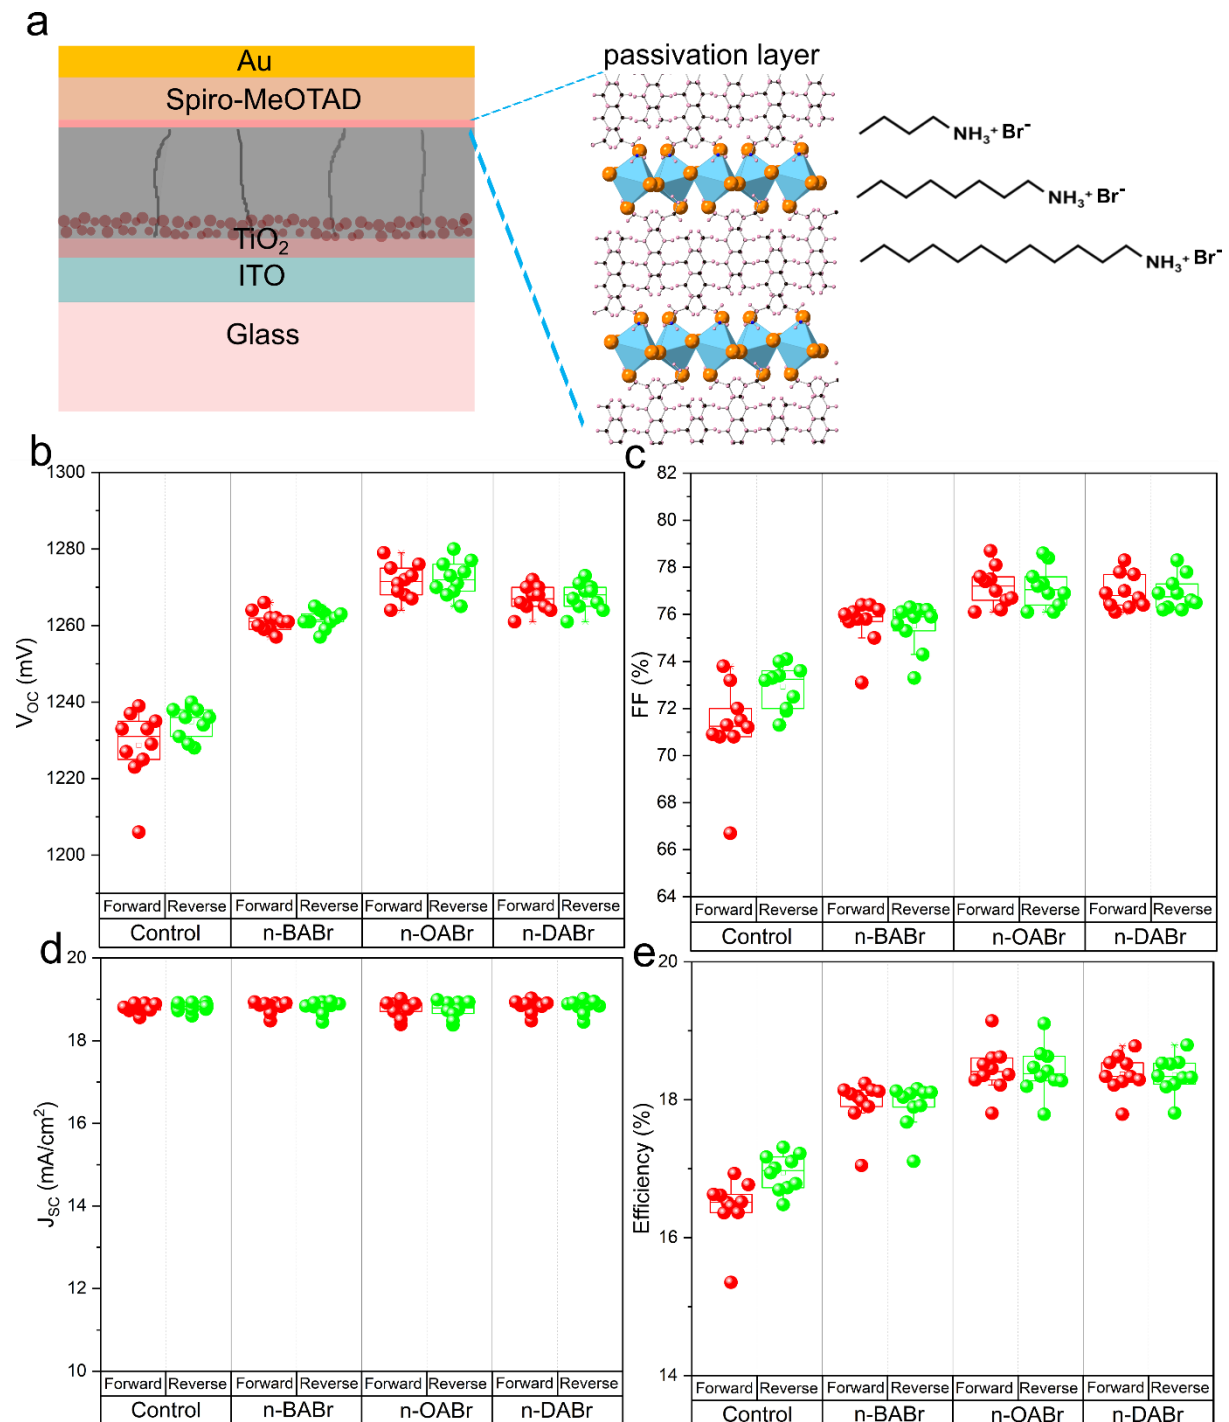 a
Au
Spiro-MeOTAD
TiO₂
ITO
Glass
passivation layer
NH₃⁺ Br⁻
NH₃⁺ Br⁻
NH₃⁺ Br⁻
b
1300
1280
1260
1240
1220
1200
V_OC (mV)
Forward Reverse Forward Reverse Forward Reverse Forward Reverse
Control n-BABr n-OABr n-DABr
c
82
80
78
76
74
72
70
68
66
64
FF (%)
Forward Reverse Forward Reverse Forward Reverse Forward Reverse
Control n-BABr n-OABr n-DABr
d
20
18
16
14
12
10
J_SC (mA/cm²)
Forward Reverse Forward Reverse Forward Reverse Forward Reverse
Control n-BABr n-OABr n-DABr
e
20
18
16
14
Efficiency (%)
Forward Reverse Forward Reverse Forward Reverse Forward Reverse
Control n-BABr n-OABr n-DABr